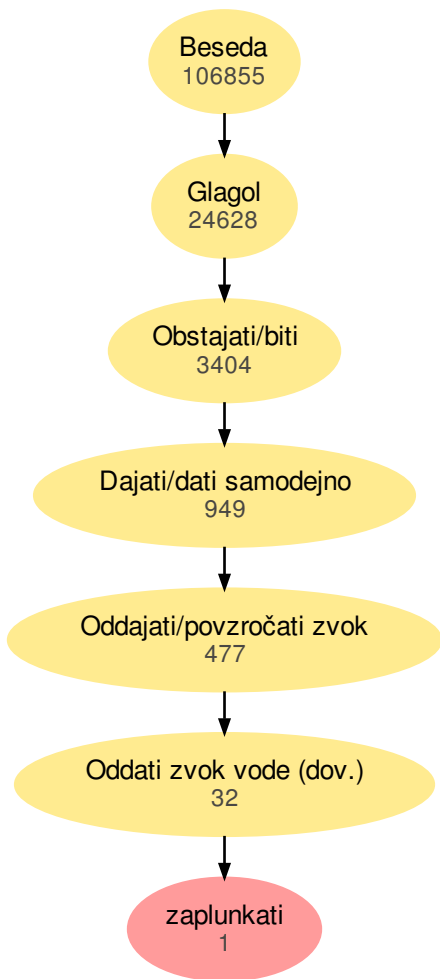 Beseda
106855
Glagol
24628
Obstajati/biti
3404
Dajati/dati samodejno
949
Oddajati/povzročati zvok
477
Oddati zvok vode (dov.)
32
zaplunkati
1